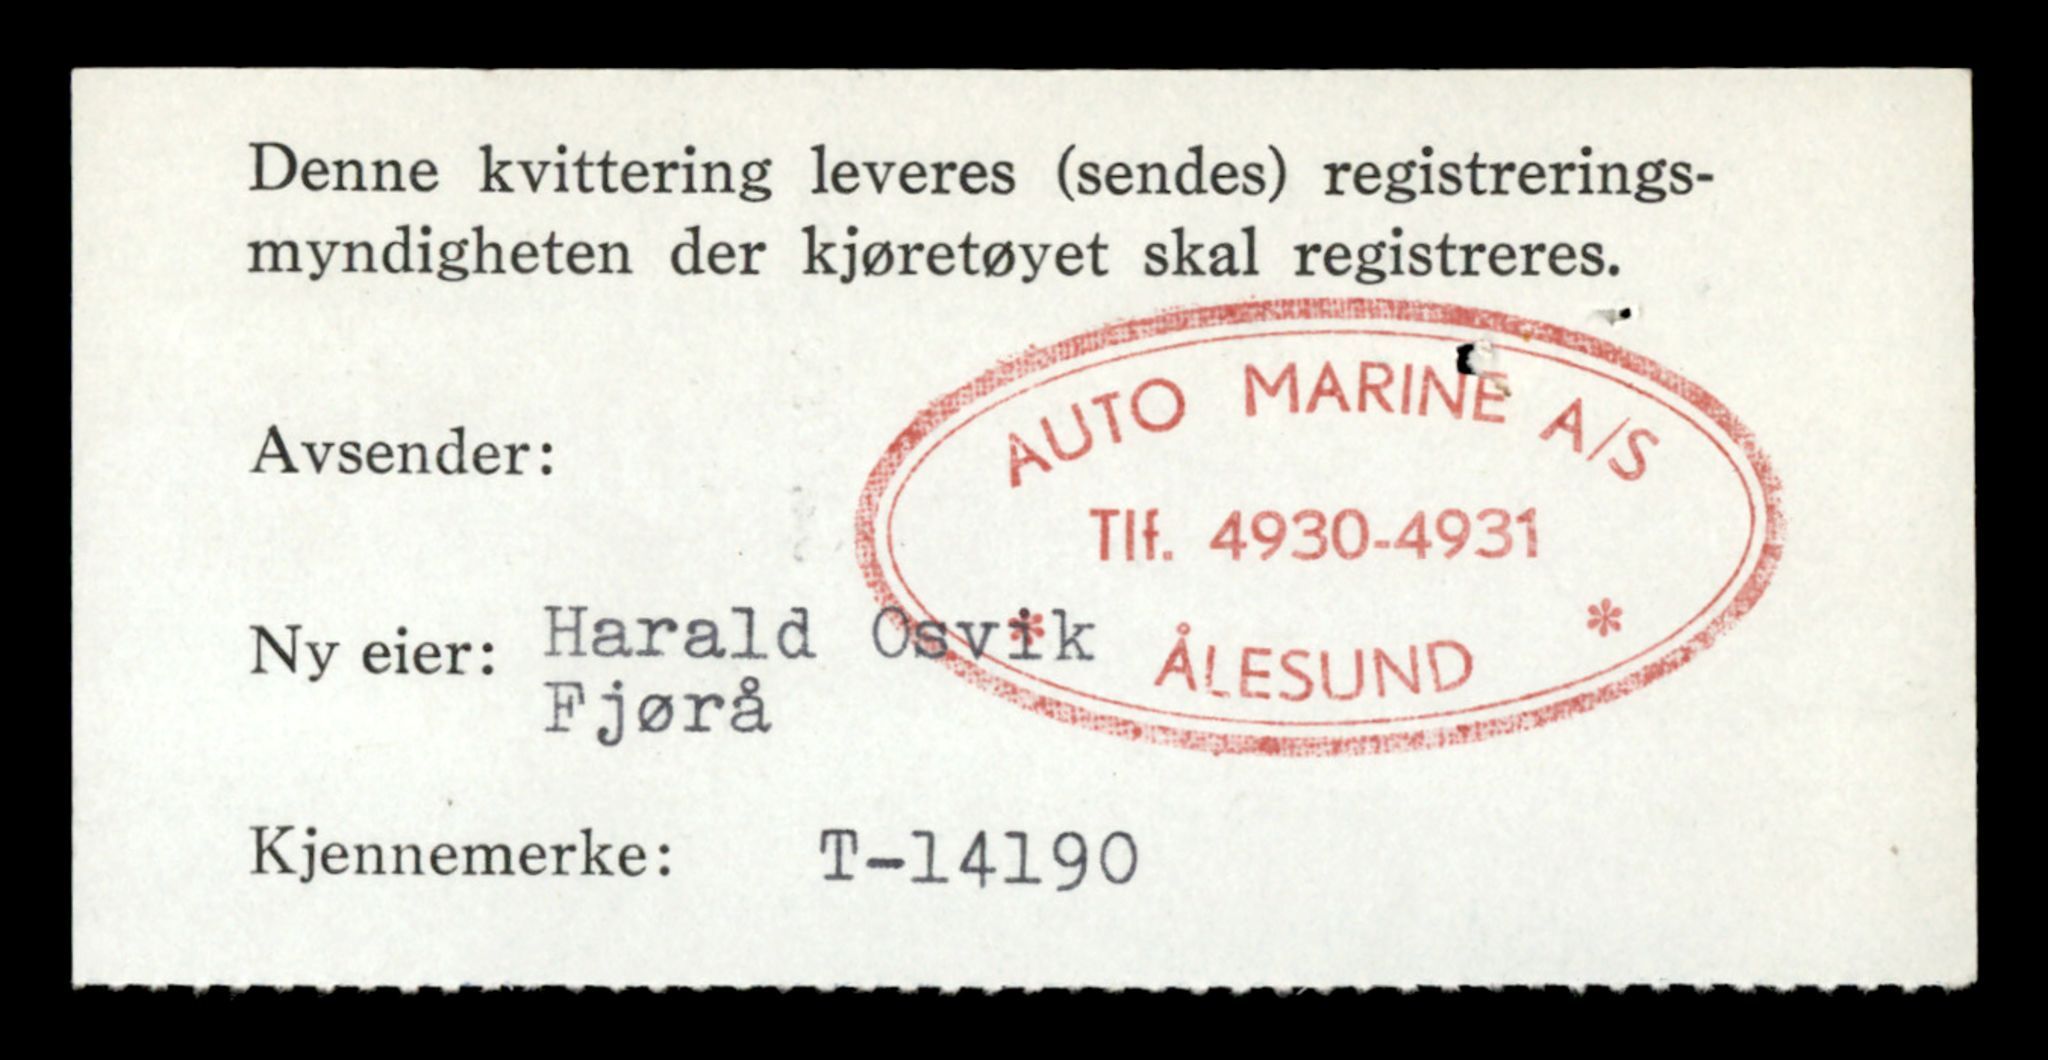 Denne kvittering leveres (sendes) registrerings-
myndigheten der kjøretøyet skal registreres.
Avsender:
AUTO MARINE A/S
Tlf. 4930-4931
* ÅLESUND *
Ny eier: Harald Osvik
Fjørå
Kjennemerke: T-14190